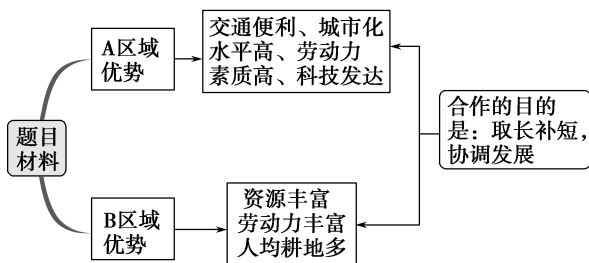 A区域
优势
交通便利、城市化
水平高、劳动力
素质高、科技发达
题目
材料
合作的目的
是：取长补短，
协调发展
B区域
优势
资源丰富
劳动力丰富
人均耕地多